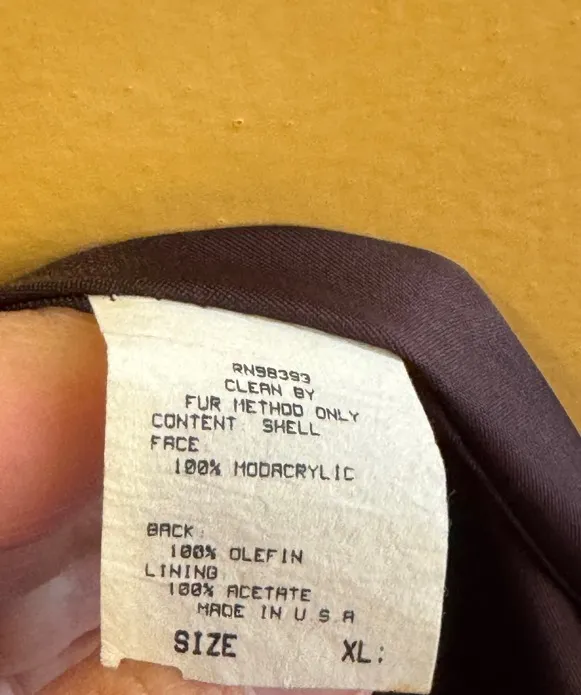 RN98393
CLEAN BY
FUR METHOD ONLY
CONTENT: SHELL
FACE
100% MODACRYLIC
BACK:
100% OLEFIN
LINING
100% ACETATE
MADE IN U.S.A
SIZE XL: